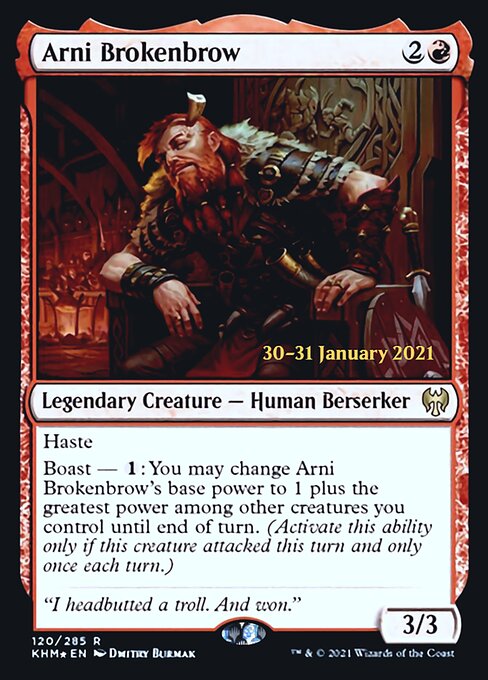 Arni Brokenbrow 2
30–31 January 2021
Legendary Creature — Human Berserker
Haste
Boast — 1: You may change Arni
Brokenbrow's base power to 1 plus the
greatest power among other creatures you
control until end of turn. (Activate this ability
only if this creature attacked this turn and only
once each turn.)
"I headbutted a troll. And won."
3/3
120/285 R
KHM★EN Dmitry Burmak
™ & © 2021 Wizards of the Coast